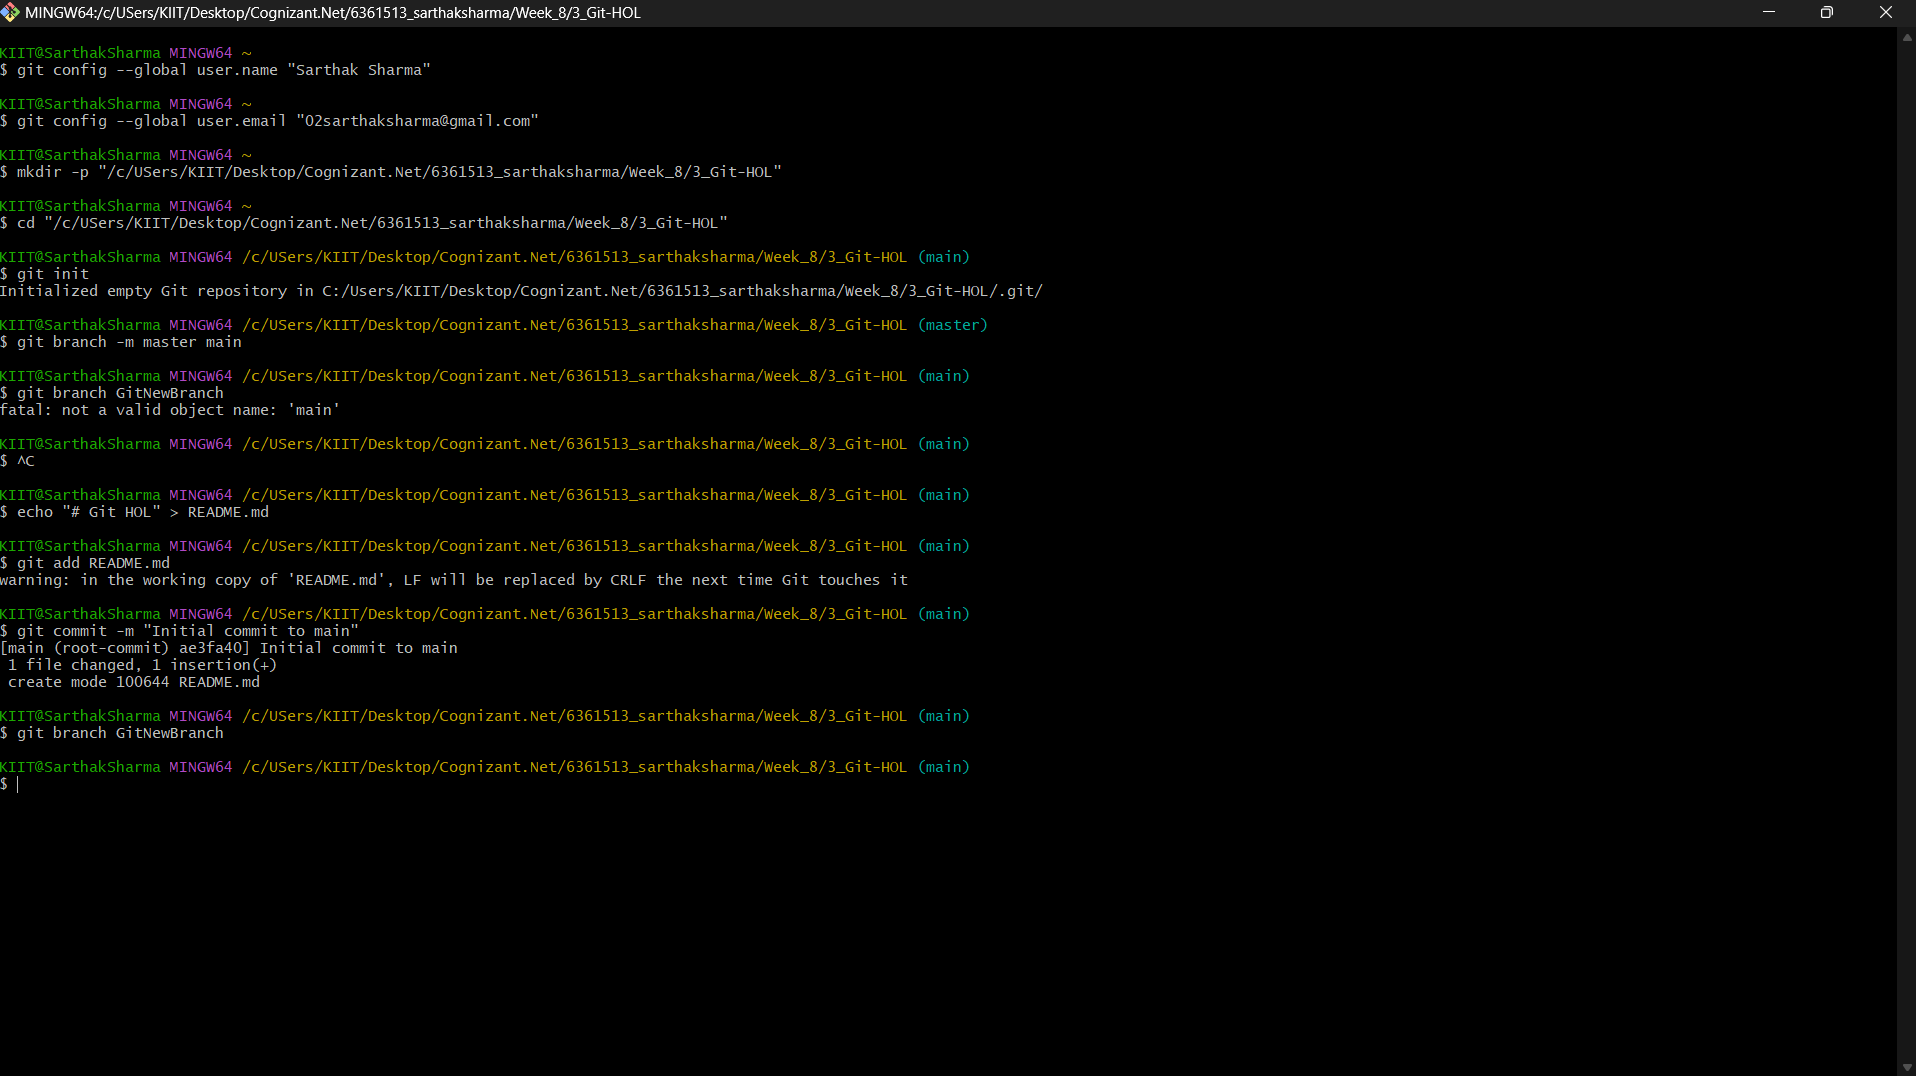 MINGW64:/c/USers/KIIT/Desktop/Cognizant.Net/6361513_sarthaksharma/Week_8/3_Git-HOL
KIIT@SarthakSharma MINGW64 ~
$ git config --global user.name "Sarthak Sharma"
KIIT@SarthakSharma MINGW64 ~
$ git config --global user.email "02sarthaksharma@gmail.com"
KIIT@SarthakSharma MINGW64 ~
$ mkdir -p "/c/USers/KIIT/Desktop/Cognizant.Net/6361513_sarthaksharma/Week_8/3_Git-HOL"
KIIT@SarthakSharma MINGW64 ~
$ cd "/c/USers/KIIT/Desktop/Cognizant.Net/6361513_sarthaksharma/Week_8/3_Git-HOL"
KIIT@SarthakSharma MINGW64 /c/USers/KIIT/Desktop/Cognizant.Net/6361513_sarthaksharma/Week_8/3_Git-HOL (main)
$ git init
Initialized empty Git repository in C:/Users/KIIT/Desktop/Cognizant.Net/6361513_sarthaksharma/Week_8/3_Git-HOL/.git/
KIIT@SarthakSharma MINGW64 /c/USers/KIIT/Desktop/Cognizant.Net/6361513_sarthaksharma/Week_8/3_Git-HOL (master)
$ git branch -m master main
KIIT@SarthakSharma MINGW64 /c/USers/KIIT/Desktop/Cognizant.Net/6361513_sarthaksharma/Week_8/3_Git-HOL (main)
$ git branch GitNewBranch
fatal: not a valid object name: 'main'
KIIT@SarthakSharma MINGW64 /c/USers/KIIT/Desktop/Cognizant.Net/6361513_sarthaksharma/Week_8/3_Git-HOL (main)
$ ^C
KIIT@SarthakSharma MINGW64 /c/USers/KIIT/Desktop/Cognizant.Net/6361513_sarthaksharma/Week_8/3_Git-HOL (main)
$ echo "# Git HOL" > README.md
KIIT@SarthakSharma MINGW64 /c/USers/KIIT/Desktop/Cognizant.Net/6361513_sarthaksharma/Week_8/3_Git-HOL (main)
$ git add README.md
warning: in the working copy of 'README.md', LF will be replaced by CRLF the next time Git touches it
KIIT@SarthakSharma MINGW64 /c/USers/KIIT/Desktop/Cognizant.Net/6361513_sarthaksharma/Week_8/3_Git-HOL (main)
$ git commit -m "Initial commit to main"
[main (root-commit) ae3fa40] Initial commit to main
1 file changed, 1 insertion(+)
create mode 100644 README.md
KIIT@SarthakSharma MINGW64 /c/USers/KIIT/Desktop/Cognizant.Net/6361513_sarthaksharma/Week_8/3_Git-HOL (main)
$ git branch GitNewBranch
KIIT@SarthakSharma MINGW64 /c/USers/KIIT/Desktop/Cognizant.Net/6361513_sarthaksharma/Week_8/3_Git-HOL (main)
$